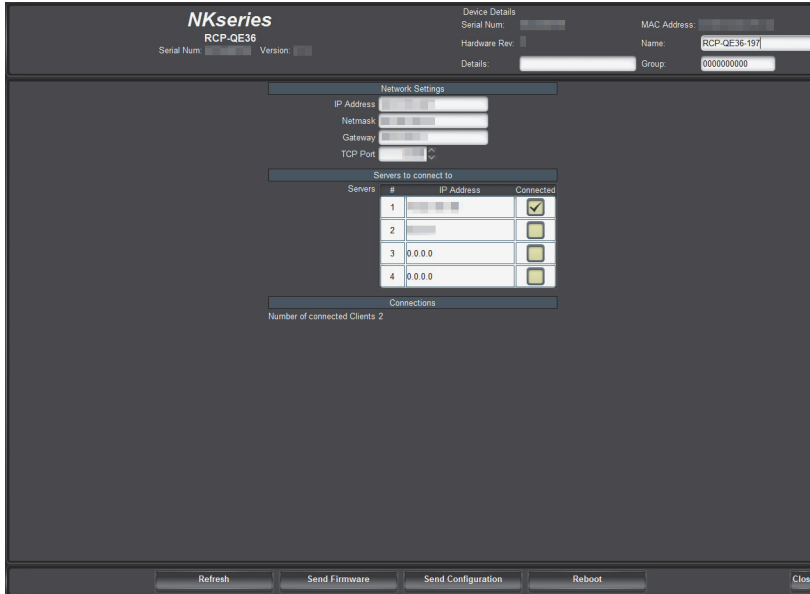 NKseries
RCP-QE36
Serial Num: Version:
Device Details
Serial Num: MAC Address:
Hardware Rev: Name: RCP-QE36-197
Details: Group: 0000000000
Network Settings
IP Address
Netmask
Gateway
TCP Port
Servers to connect to
Servers # IP Address Connected
1
2
3 0.0.0.0
4 0.0.0.0
Connections
Number of connected Clients 2
Refresh Send Firmware Send Configuration Reboot Clos